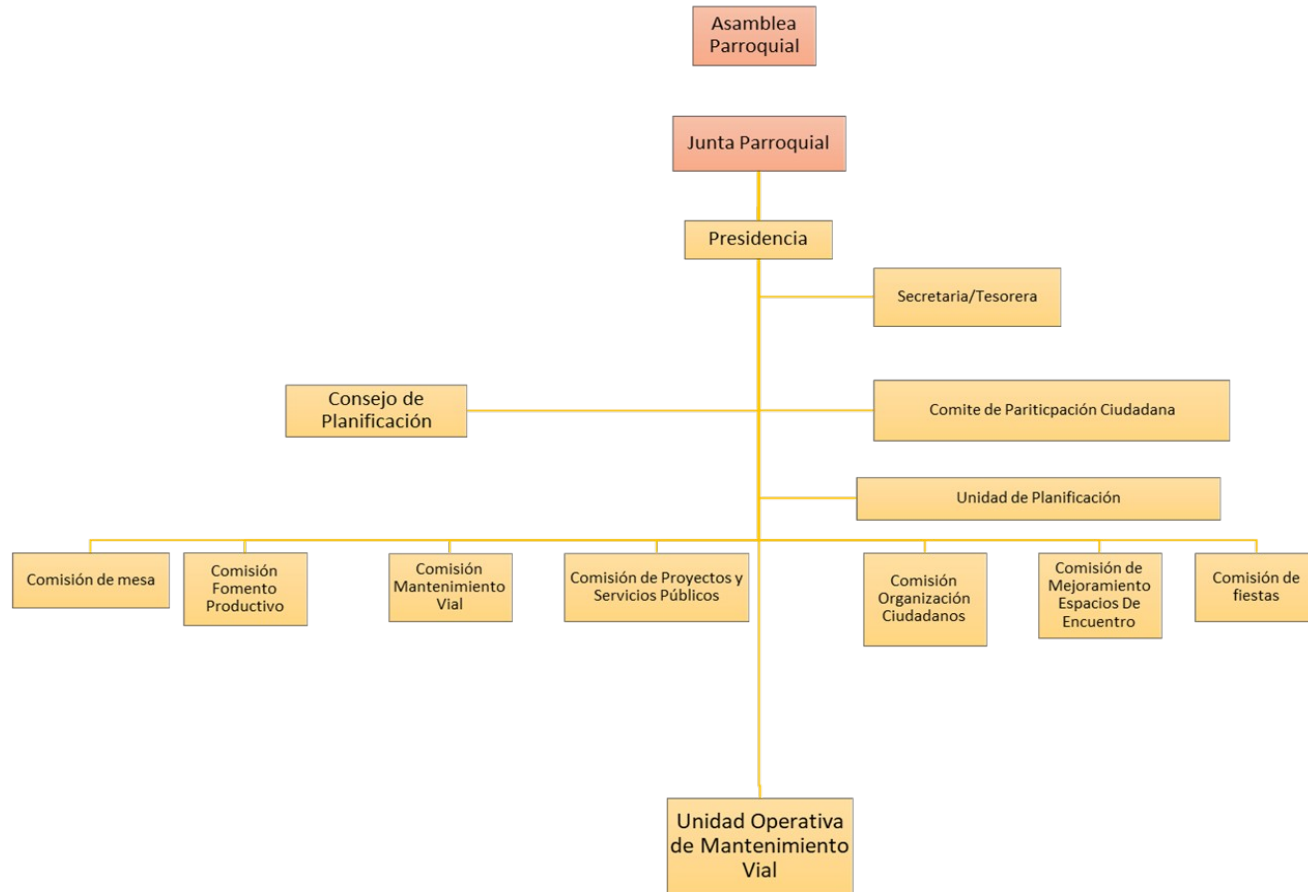 Asamblea
Parroquial
Junta Parroquial
Presidencia
Secretaria/Tesorera
Consejo de
Planificación
Comite de Pariticpación Ciudadana
Unidad de Planificación
Comisión de mesa
Comisión
Fomento
Productivo
Comisión
Mantenimiento
Vial
Comisión de Proyectos y
Servicios Públicos
Comisión
Organización
Ciudadanos
Comisión de
Mejoramiento
Espacios De
Encuentro
Comisión de
fiestas
Unidad Operativa
de Mantenimiento
Vial